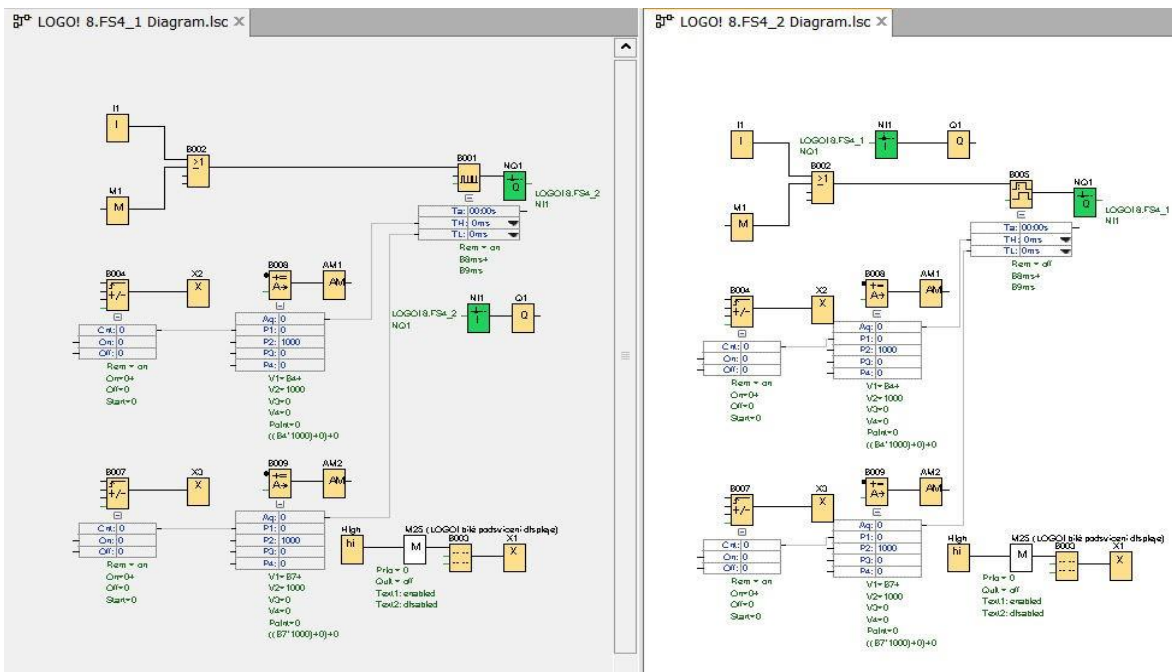 LOGO! 8.FS4_1 Diagram.lsc
I1
I
B002
>1
M1
M
B001
NQ1
Q
LOGO! 8.FS4_2
NI1
Ta: 00:00s
TH: 0ms
TL: 0ms
Rem = on
B8ms+
B9ms
B004
+/-
X2
X
B008
+=
A→
AM1
AM
Cnt: 0
On: 0
Off: 0
Rem = on
On=0+
Off=0
Start=0
Aq: 0
P1: 0
P2: 1000
P3: 0
P4: 0
V1=B4+
V2=1000
V3=0
V4=0
Point=0
((B4*1000)+0)+0
NI1
I
LOGO! 8.FS4_2
NQ1
Q1
Q
B007
+/-
X3
X
B009
+=
A→
AM2
AM
Cnt: 0
On: 0
Off: 0
Rem = on
On=0+
Off=0
Start=0
Aq: 0
P1: 0
P2: 1000
P3: 0
P4: 0
V1=B7+
V2=1000
V3=0
V4=0
Point=0
((B7*1000)+0)+0
High
hi
M25 (LOGO! bílé podsvícení displeje)
M
B003
X1
X
Prio = 0
Quit = off
Text1: enabled
Text2: disabled
LOGO! 8.FS4_2 Diagram.lsc
I1
I
LOGO! 8.FS4_1
NQ1
NI1
I
Q1
Q
B002
>1
M1
M
B005
NQ1
Q
LOGO! 8.FS4_1
NI1
Ta: 00:00s
TH: 0ms
TL: 0ms
Rem = off
B8ms+
B9ms
B004
+/-
X2
X
B008
+=
A→
AM1
AM
Cnt: 0
On: 0
Off: 0
Rem = on
On=0+
Off=0
Start=0
Aq: 0
P1: 0
P2: 1000
P3: 0
P4: 0
V1=B4+
V2=1000
V3=0
V4=0
Point=0
((B4*1000)+0)+0
B007
+/-
X3
X
B009
+=
A→
AM2
AM
Cnt: 0
On: 0
Off: 0
Rem = on
On=0+
Off=0
Start=0
Aq: 0
P1: 0
P2: 1000
P3: 0
P4: 0
V1=B7+
V2=1000
V3=0
V4=0
Point=0
((B7*1000)+0)+0
High
hi
M25 (LOGO! bílé podsvícení displeje)
M
B003
X1
X
Prio = 0
Quit = off
Text1: enabled
Text2: disabled